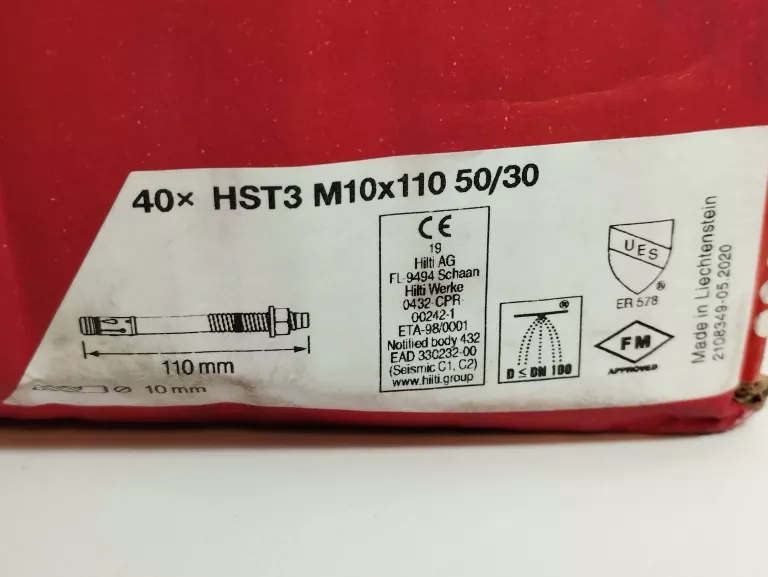 40× HST3 M10x110 50/30
110 mm
⌀ 10 mm
CE
19
Hilti AG
FL-9494 Schaan
Hilti Werke
0432-CPR-
00242-1
ETA-98/0001
Notified body 432
EAD 330232-00
(Seismic C1, C2)
www.hilti.group
®
D ≤ DN 100
UES
®
ER 578
FM
®
APPROVED
Made in Liechtenstein
2108349-05.2020